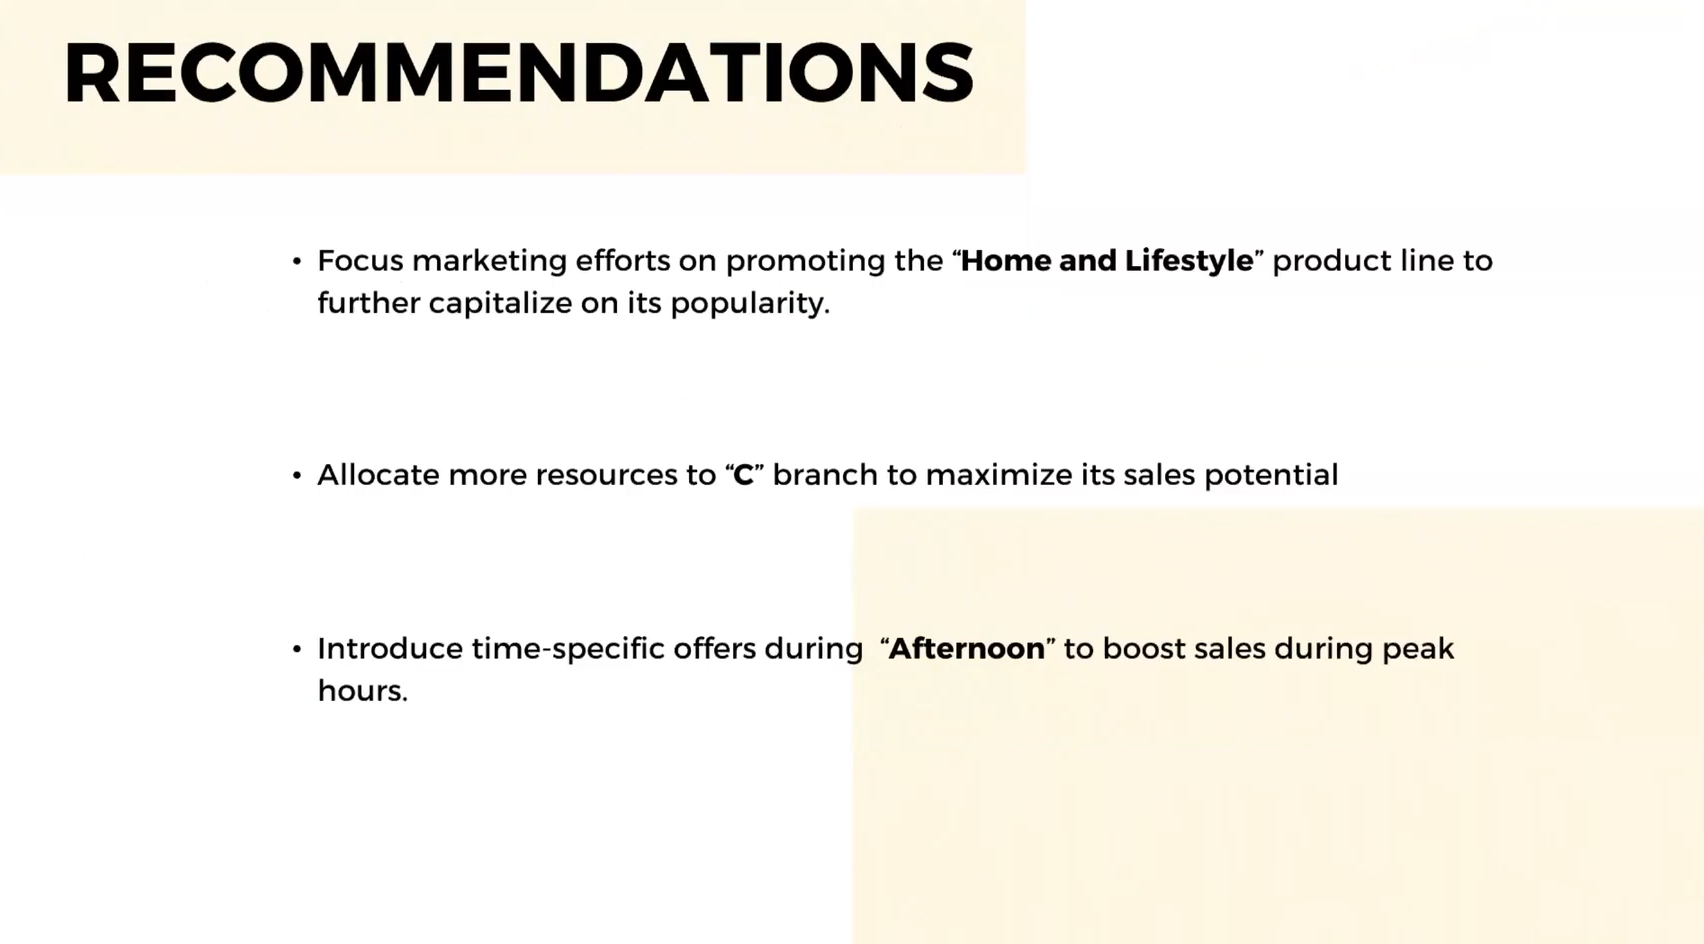 RECOMMENDATIONS
• Focus marketing efforts on promoting the “Home and Lifestyle” product line to
further capitalize on its popularity.
• Allocate more resources to “C” branch to maximize its sales potential
• Introduce time-specific offers during “Afternoon” to boost sales during peak
hours.